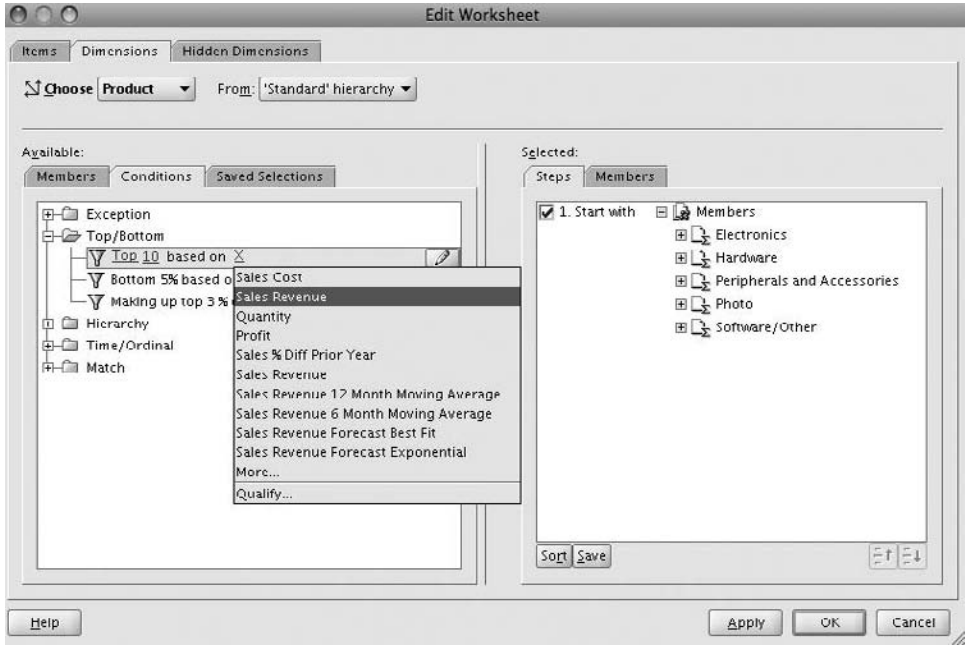 Edit Worksheet
Items Dimensions Hidden Dimensions
Choose Product From: 'Standard' hierarchy
Available:
Members Conditions Saved Selections
Exception
Top/Bottom
Top 10 based on X
Bottom 5% based o
Making up top 3 %
Hierarchy
Time/Ordinal
Match
Sales Cost
Sales Revenue
Quantity
Profit
Sales % Diff Prior Year
Sales Revenue
Sales Revenue 12 Month Moving Average
Sales Revenue 6 Month Moving Average
Sales Revenue Forecast Best Fit
Sales Revenue Forecast Exponential
More...
Qualify...
Selected:
Steps Members
1. Start with Members
Electronics
Hardware
Peripherals and Accessories
Photo
Software/Other
Sort Save
Help Apply OK Cancel